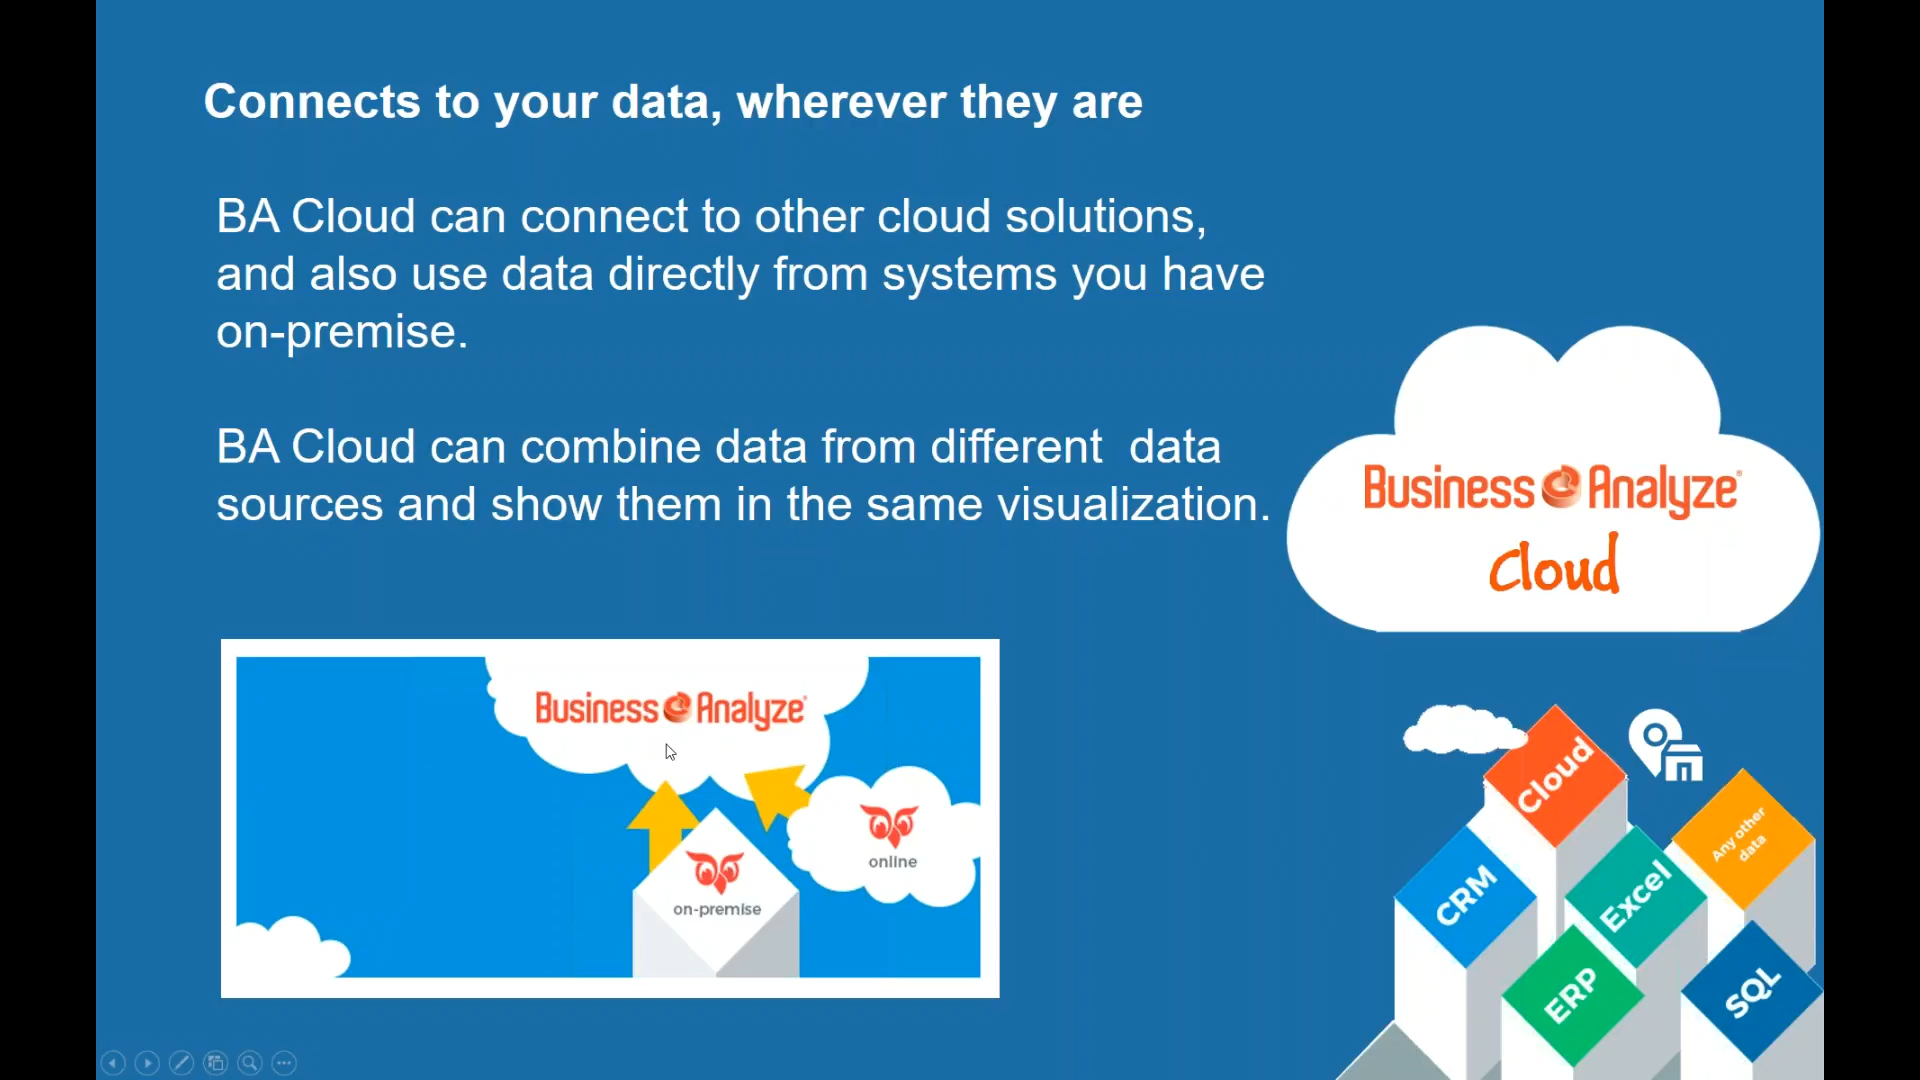 Connects to your data, wherever they are
BA Cloud can connect to other cloud solutions,
and also use data directly from systems you have
on-premise.
BA Cloud can combine data from different  data
sources and show them in the same visualization.
Business Analyze®
Cloud
Business Analyze®
on-premise
online
Cloud
Any other
data
CRM
Excel
ERP
SQL